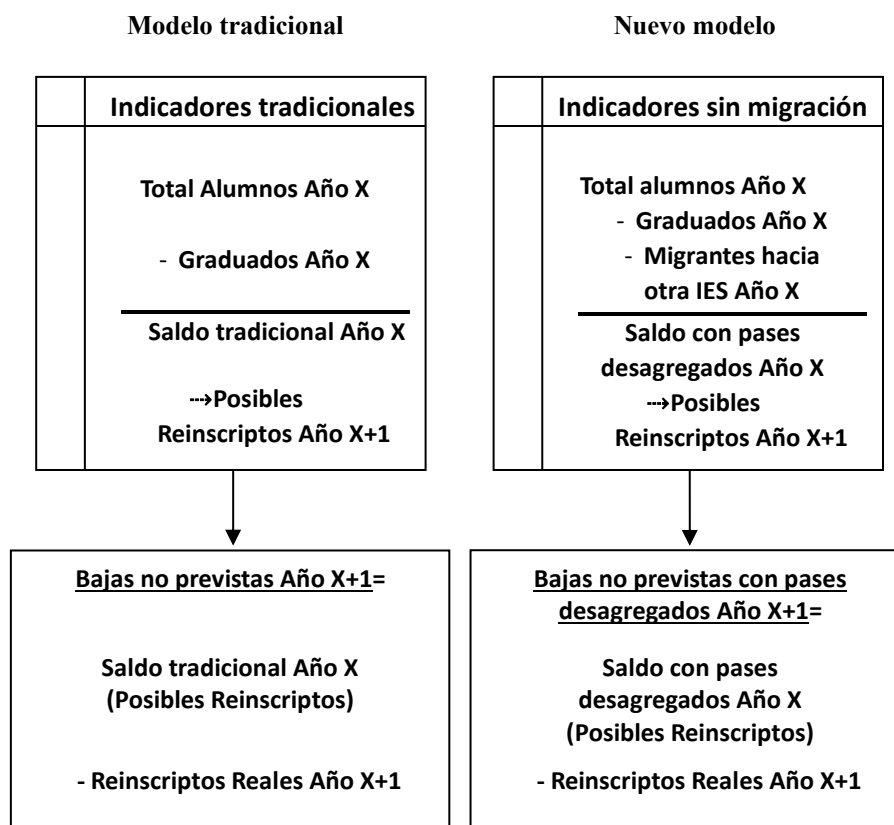 Modelo tradicional
Indicadores tradicionales
Total Alumnos Año X
- Graduados Año X
Saldo tradicional Año X
⤏Posibles
Reinscriptos Año X+1
Bajas no previstas Año X+1=
Saldo tradicional Año X
(Posibles Reinscriptos)
- Reinscriptos Reales Año X+1
Nuevo modelo
Indicadores sin migración
Total alumnos Año X
- Graduados Año X
- Migrantes hacia
otra IES Año X
Saldo con pases
desagregados Año X
⤏Posibles
Reinscriptos Año X+1
Bajas no previstas con pases
desagregados Año X+1=
Saldo con pases
desagregados Año X
(Posibles Reinscriptos)
- Reinscriptos Reales Año X+1